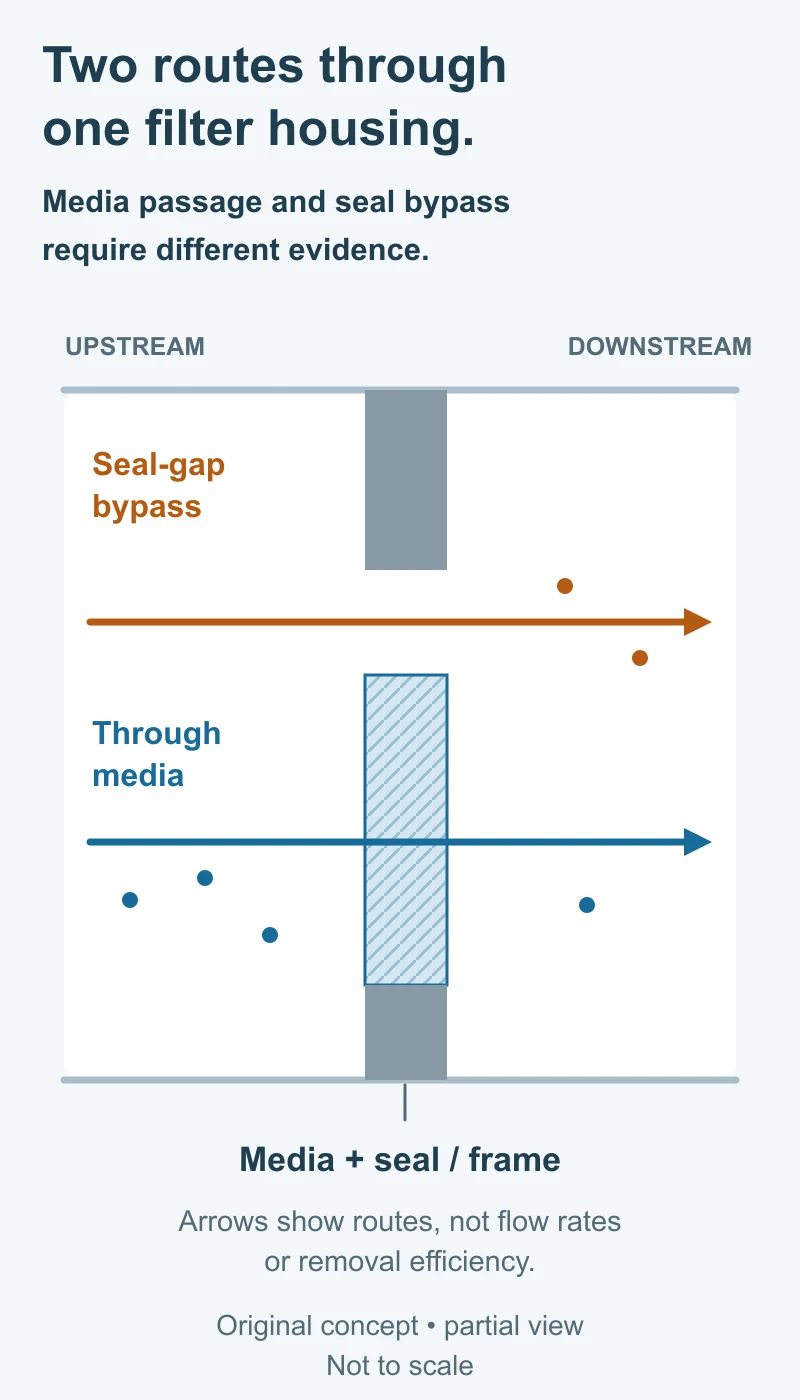 Two routes through
one filter housing.
Media passage and seal bypass
require different evidence.
UPSTREAM
DOWNSTREAM
Seal-gap
bypass
Through
media
Media + seal / frame
Arrows show routes, not flow rates
or removal efficiency.
Original concept • partial view
Not to scale